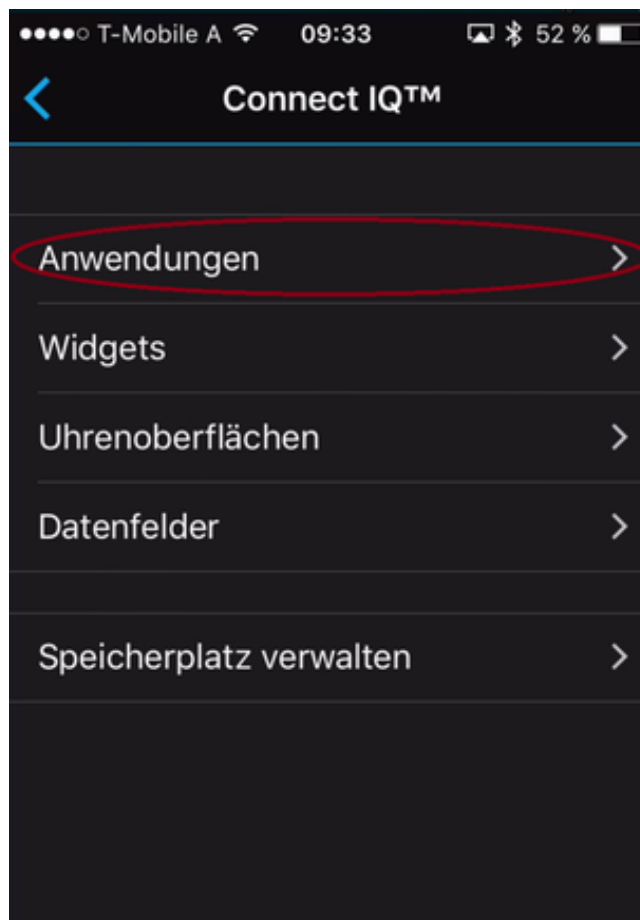 T-Mobile A 09:33 52 %
Connect IQ™
Anwendungen
Widgets
Uhrenoberflächen
Datenfelder
Speicherplatz verwalten